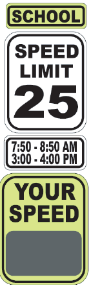 SCHOOL
SPEED
LIMIT
25
7:50 - 8:50 AM
3:00 - 4:00 PM
YOUR
SPEED